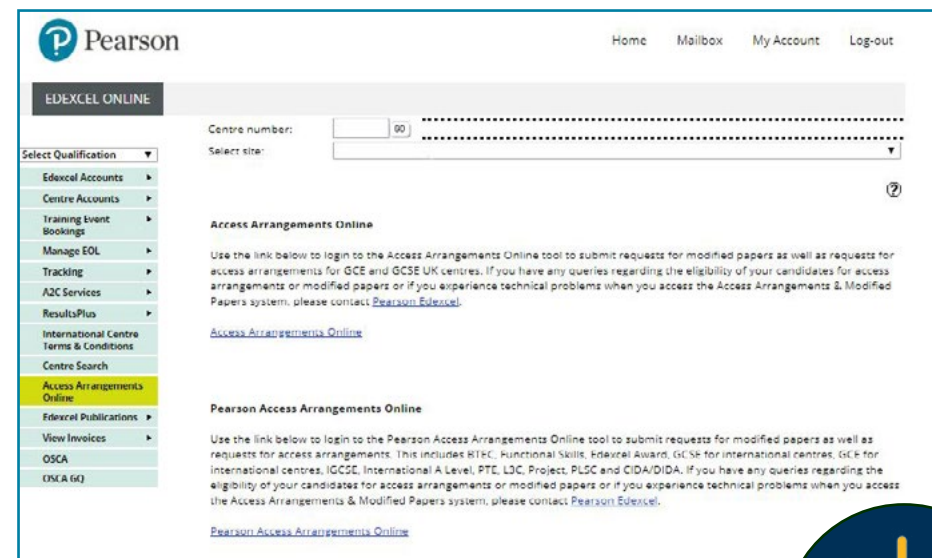 Pearson
Home Mailbox My Account Log-out
EDEXCEL ONLINE
Centre number: GO
Select site:
Select Qualification
Edexcel Accounts
Centre Accounts
Training Event
Bookings
Manage EOL
Tracking
A2C Services
ResultsPlus
International Centre
Terms & Conditions
Centre Search
Access Arrangements
Online
Edexcel Publications
View Invoices
OSCA
OSCA GQ
?
Access Arrangements Online
Use the link below to login to the Access Arrangements Online tool to submit requests for modified papers as well as requests for
access arrangements for GCE and GCSE UK centres. If you have any queries regarding the eligibility of your candidates for access
arrangements or modified papers or if you experience technical problems when you access the Access Arrangements & Modified
Papers system, please contact Pearson Edexcel.
Access Arrangements Online
Pearson Access Arrangements Online
Use the link below to login to the Pearson Access Arrangements Online tool to submit requests for modified papers as well as
requests for access arrangements. This includes BTEC, Functional Skills, Edexcel Award, GCSE for international centres, GCE for
international centres, IGCSE, International A Level, PTE, L3C, Project, PLSC and CIDA/DIDA. If you have any queries regarding the
eligibility of your candidates for access arrangements or modified papers or if you experience technical problems when you access
the Access Arrangements & Modified Papers system, please contact Pearson Edexcel.
Pearson Access Arrangements Online